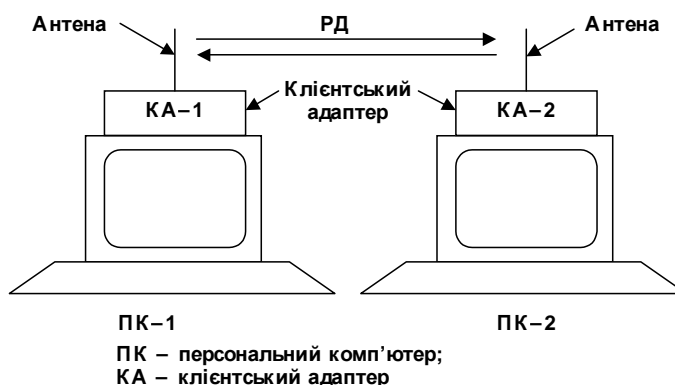 Антена РД Антена
Клієнтський
адаптер
КА–1 КА–2
ПК–1 ПК–2
ПК – персональний комп’ютер;
КА – клієнтський адаптер